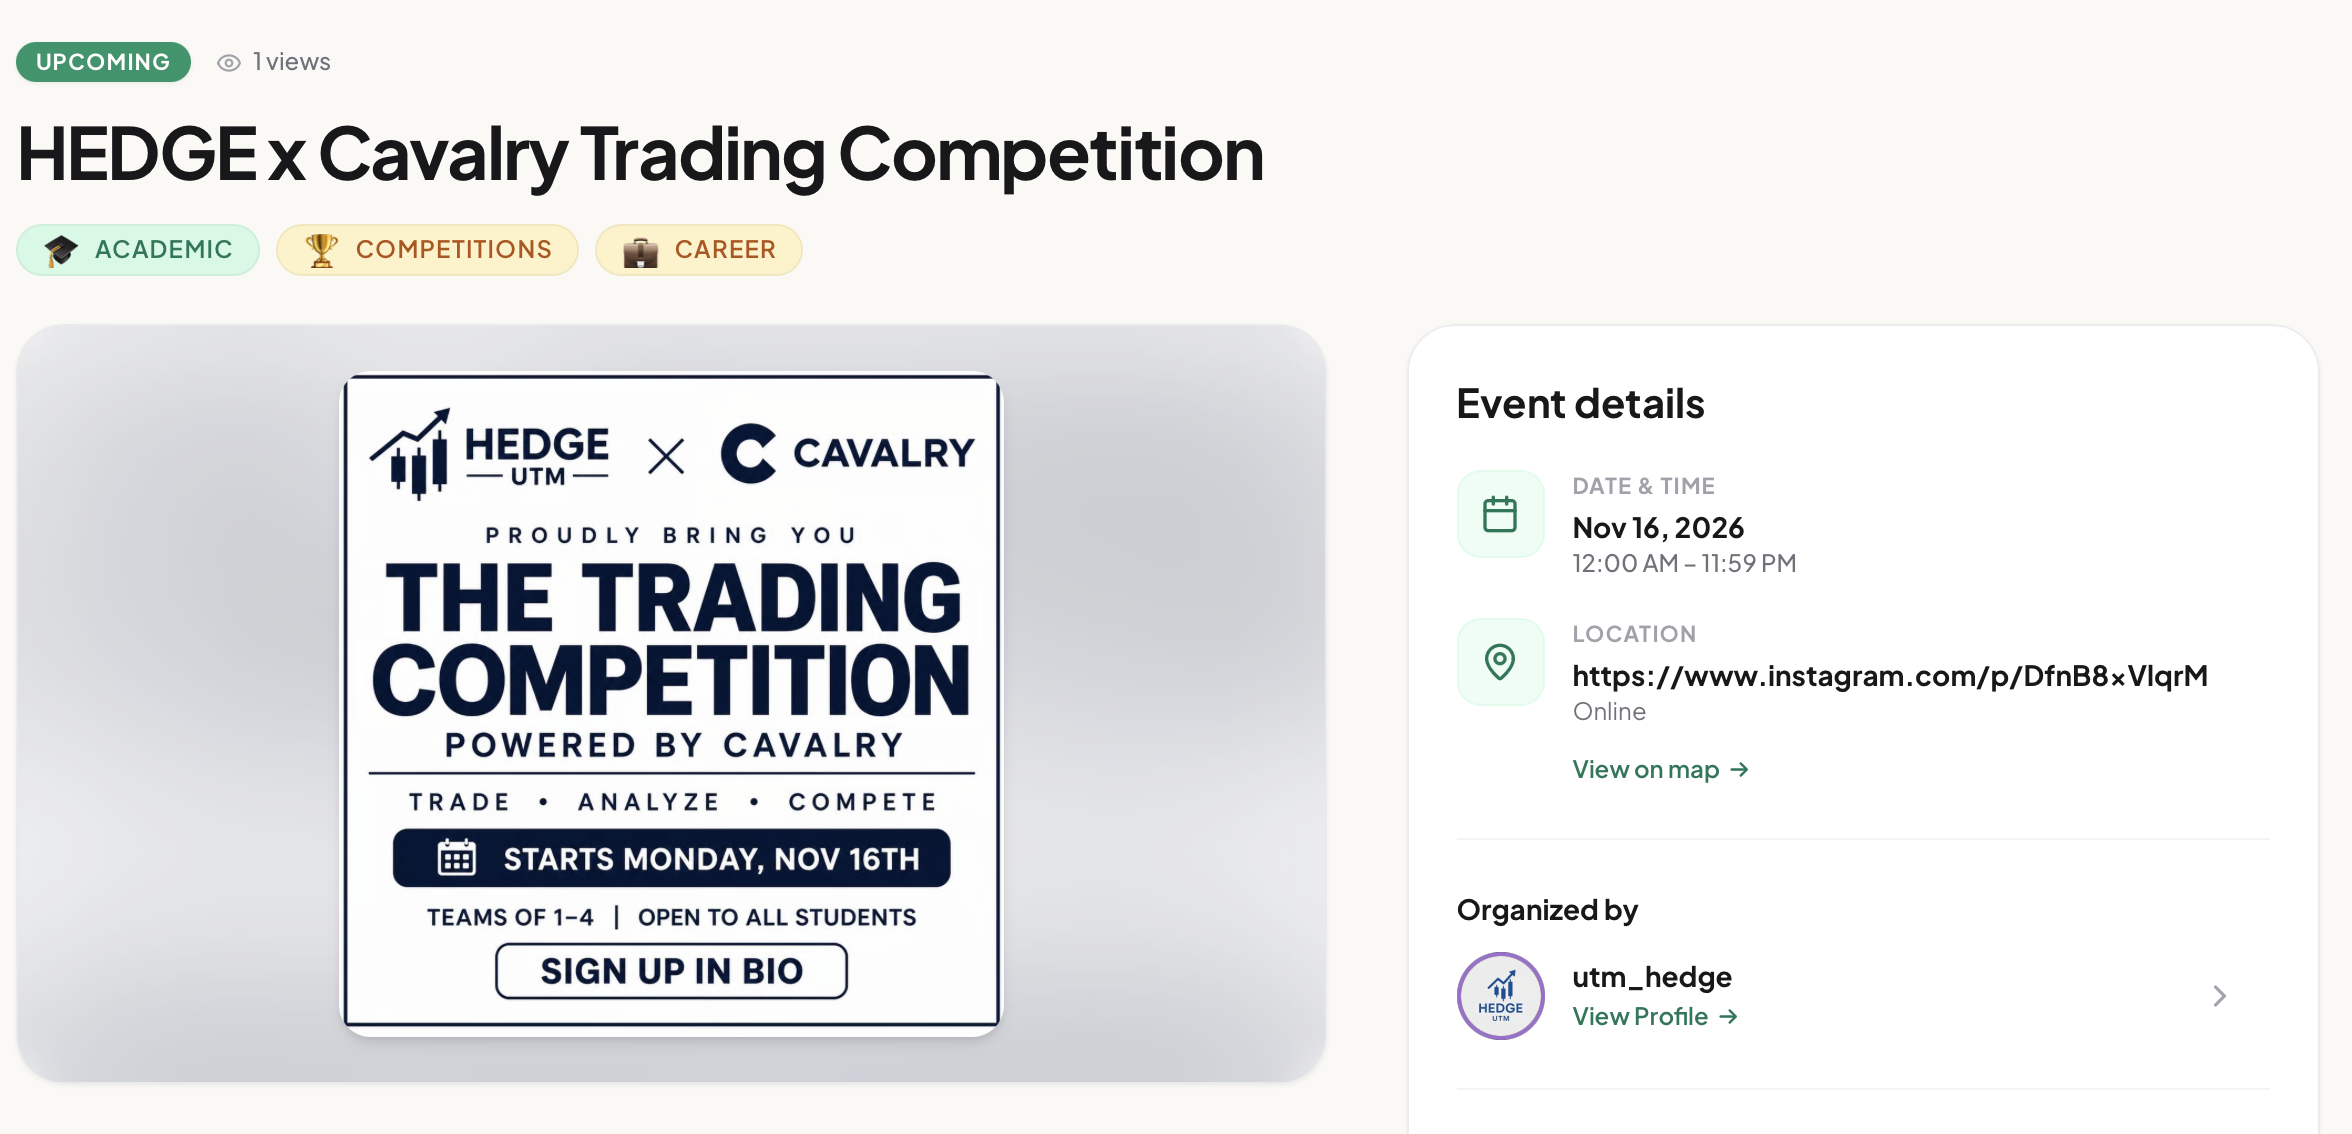 UPCOMING
1 views
HEDGE x Cavalry Trading Competition
ACADEMIC
COMPETITIONS
CAREER
HEDGE
UTM
CAVALRY
PROUDLY BRING YOU
THE TRADING
COMPETITION
POWERED BY CAVALRY
TRADE • ANALYZE • COMPETE
STARTS MONDAY, NOV 16TH
TEAMS OF 1–4 | OPEN TO ALL STUDENTS
SIGN UP IN BIO
Event details
DATE & TIME
Nov 16, 2026
12:00 AM – 11:59 PM
LOCATION
https://www.instagram.com/p/DfnB8×VlqrM
Online
View on map →
Organized by
HEDGE
UTM
utm_hedge
View Profile →